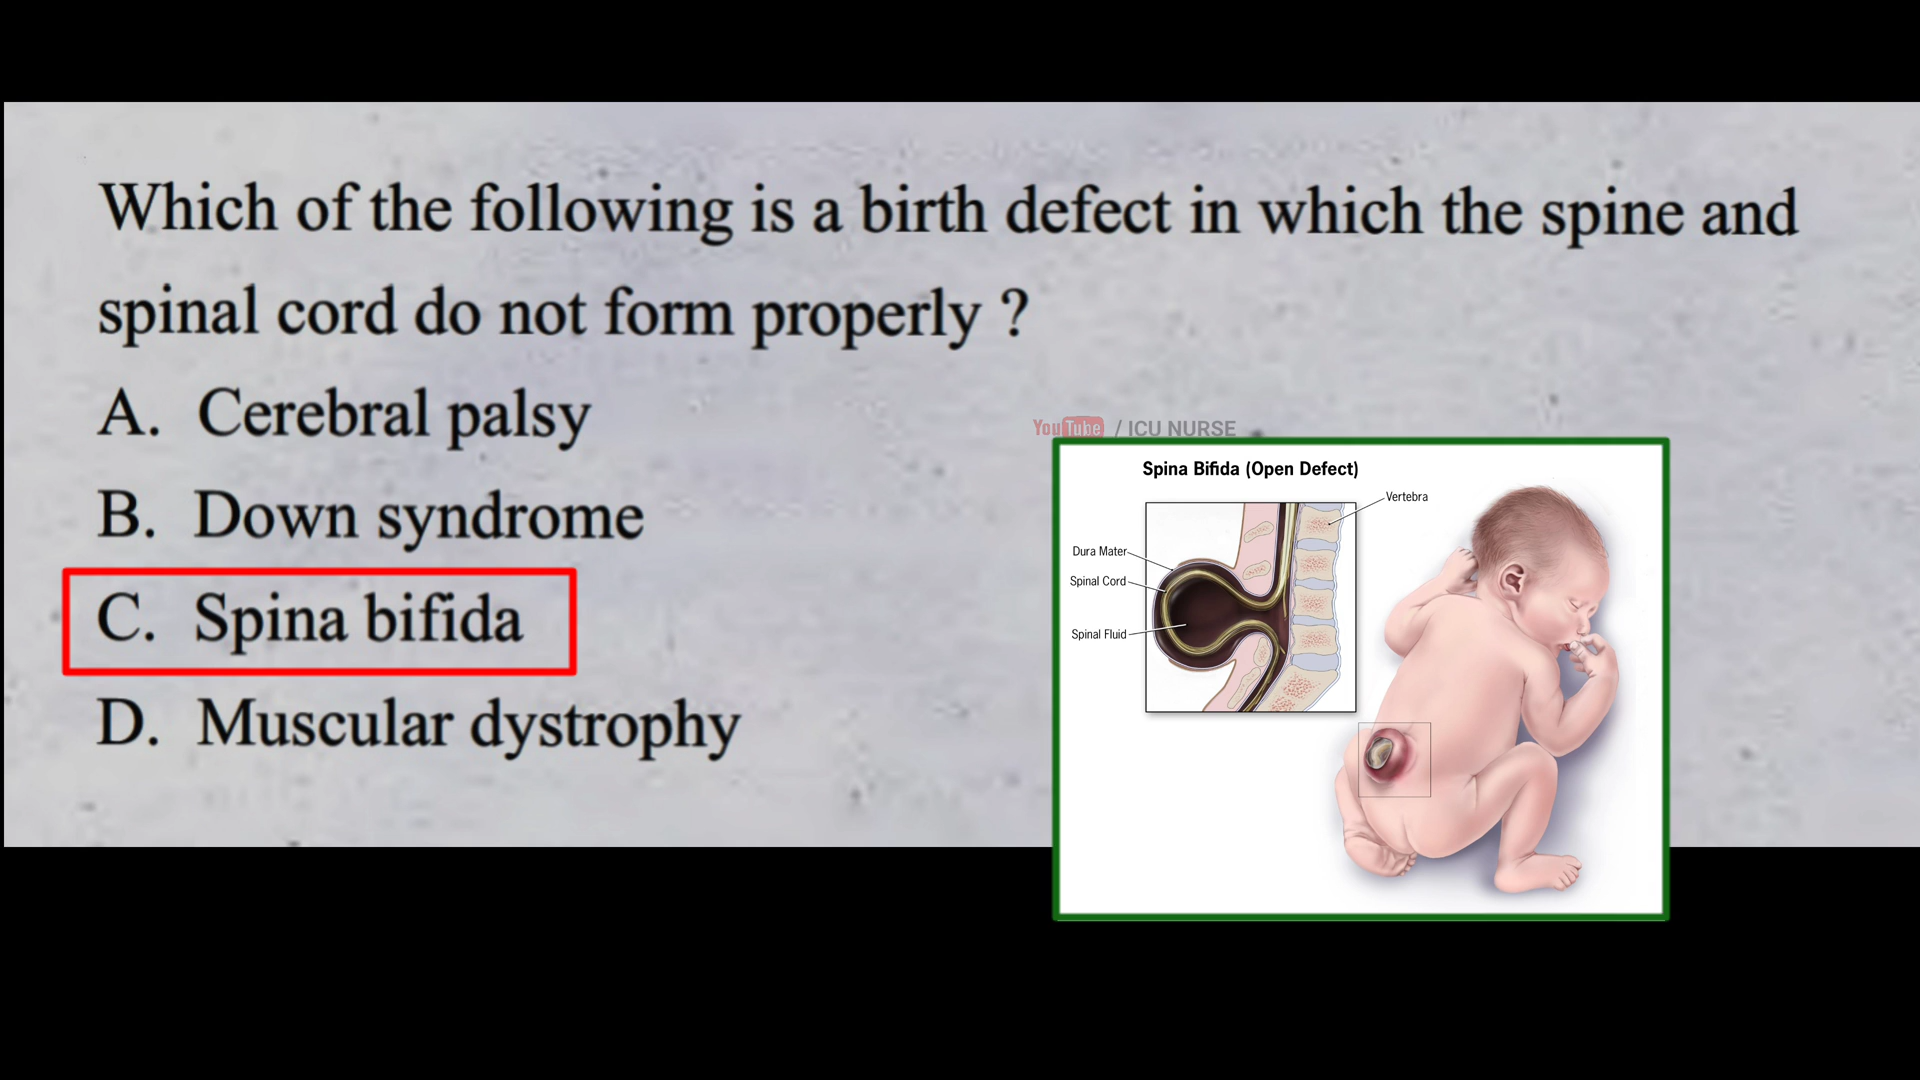 Which of the following is a birth defect in which the spine and
spinal cord do not form properly ?
A. Cerebral palsy
B. Down syndrome
C. Spina bifida
D. Muscular dystrophy
YouTube / ICU NURSE
Spina Bifida (Open Defect)
Vertebra
Dura Mater
Spinal Cord
Spinal Fluid